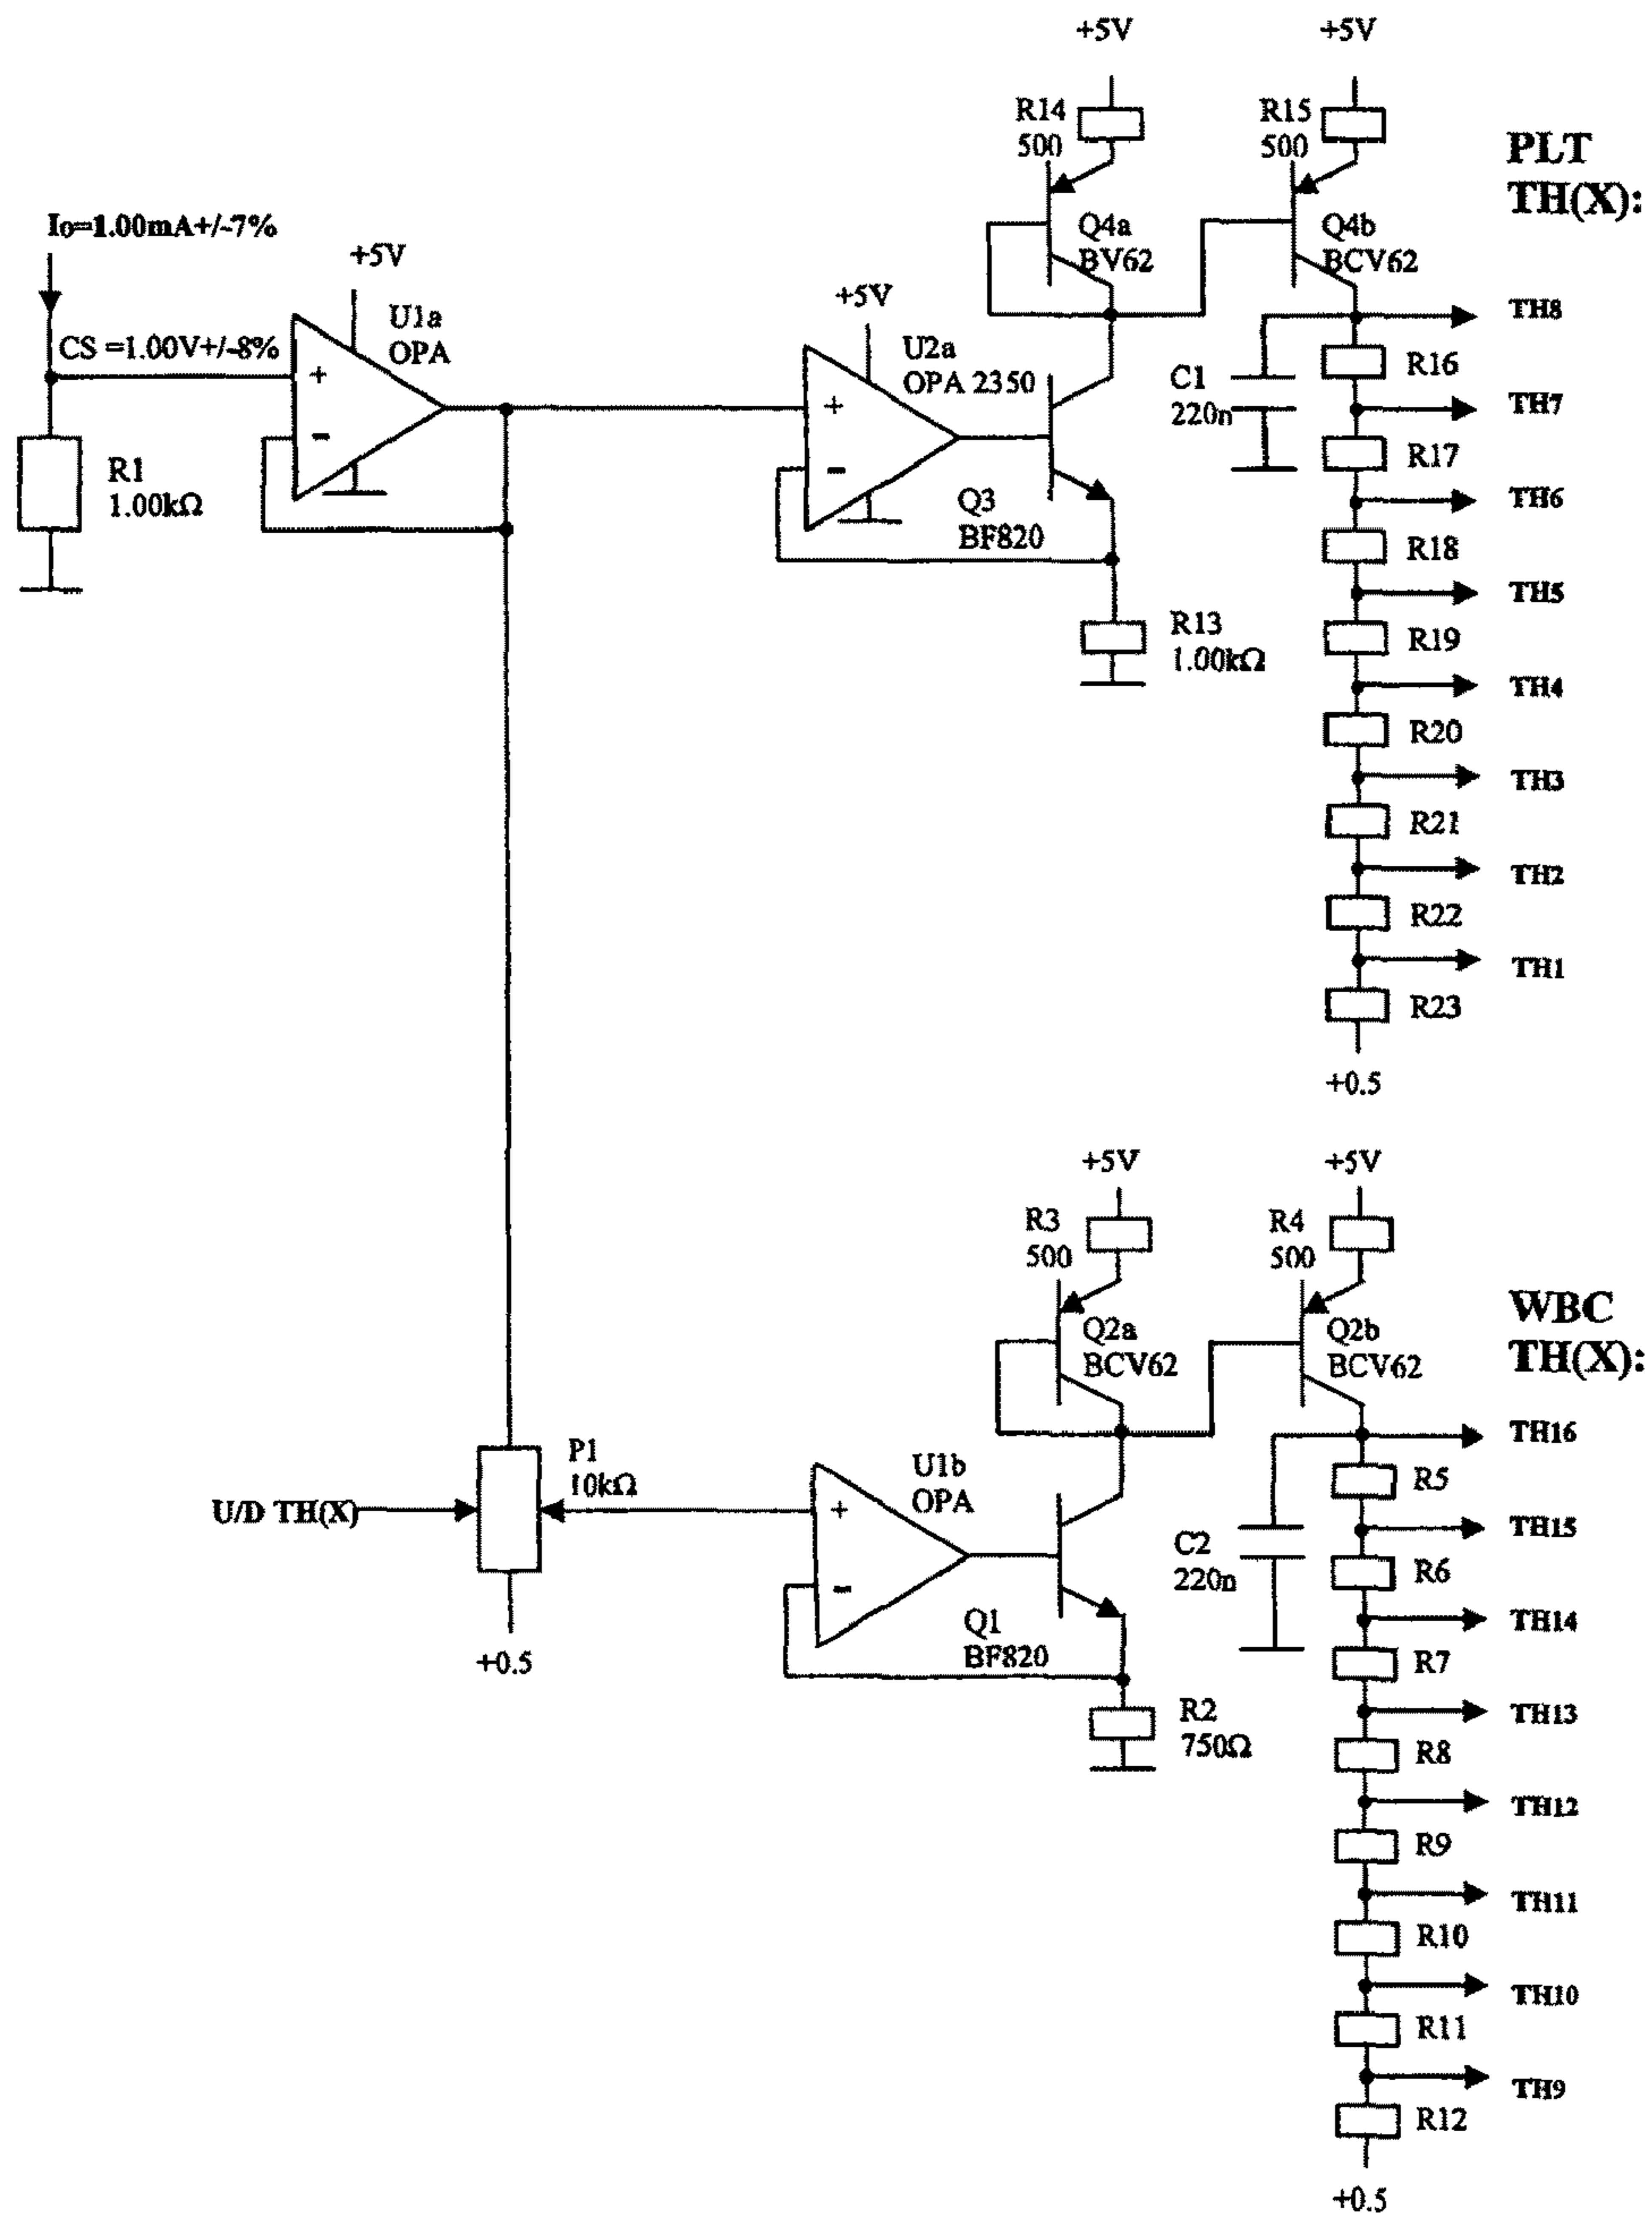 +5V
+5V
R14
500
R15
500
PLT
TH(X):
Q4a
BV62
Q4b
BCV62
I₀=1.00mA+/-7%
+5V
U1a
OPA
CS =1.00V+/-8%
+
-
R1
1.00kΩ
+5V
U2a
OPA 2350
+
-
Q3
BF820
R13
1.00kΩ
C1
220n
TH8
R16
TH7
R17
TH6
R18
TH5
R19
TH4
R20
TH3
R21
TH2
R22
TH1
R23
+0.5
+5V
+5V
R3
500
R4
500
WBC
TH(X):
Q2a
BCV62
Q2b
BCV62
P1
10kΩ
U/D TH(X)
+0.5
U1b
OPA
+
-
Q1
BF820
R2
750Ω
C2
220n
TH16
R5
TH15
R6
TH14
R7
TH13
R8
TH12
R9
TH11
R10
TH10
R11
TH9
R12
+0.5